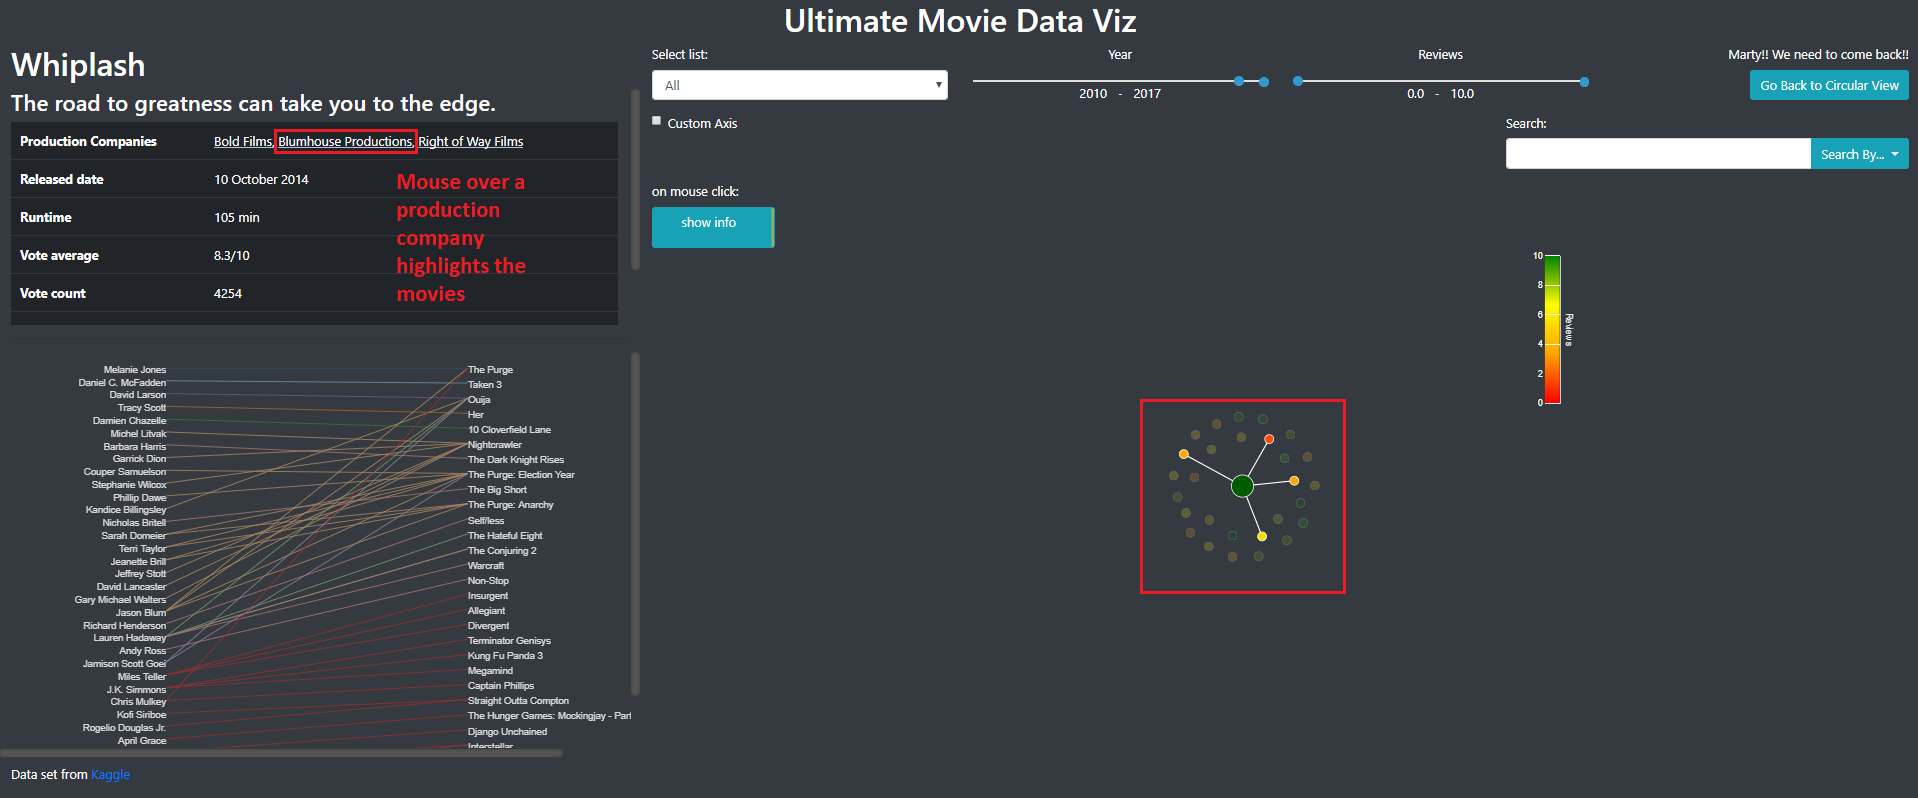 Ultimate Movie Data Viz
Whiplash
The road to greatness can take you to the edge.
Production Companies Bold Films, Blumhouse Productions, Right of Way Films
Released date 10 October 2014
Runtime 105 min
Vote average 8.3/10
Vote count 4254
Mouse over a
production
company
highlights the
movies
Select list:
All
Custom Axis
Year
2010 - 2017
Reviews
0.0 - 10.0
Marty!! We need to come back!!
Go Back to Circular View
Search:
Search By...
on mouse click:
show info
10
8
6
4
2
0
Reviews
Melanie Jones
Daniel C. McFadden
David Larson
Tracy Scott
Damien Chazelle
Michel Litvak
Barbara Harris
Garrick Dion
Couper Samuelson
Stephanie Wilcox
Phillip Dawe
Kandice Billingsley
Nicholas Britell
Sarah Domeier
Terri Taylor
Jeanette Brill
Jeffrey Stott
David Lancaster
Gary Michael Walters
Jason Blum
Richard Henderson
Lauren Hadaway
Andy Ross
Jamison Scott Goei
Miles Teller
J.K. Simmons
Chris Mulkey
Kofi Siriboe
Rogelio Douglas Jr.
April Grace
The Purge
Taken 3
Ouija
Her
10 Cloverfield Lane
Nightcrawler
The Dark Knight Rises
The Purge: Election Year
The Big Short
The Purge: Anarchy
Self/less
The Hateful Eight
The Conjuring 2
Warcraft
Non-Stop
Insurgent
Allegiant
Divergent
Terminator Genisys
Kung Fu Panda 3
Megamind
Captain Phillips
Straight Outta Compton
The Hunger Games: Mockingjay - Part
Django Unchained
Interstellar
Data set from Kaggle